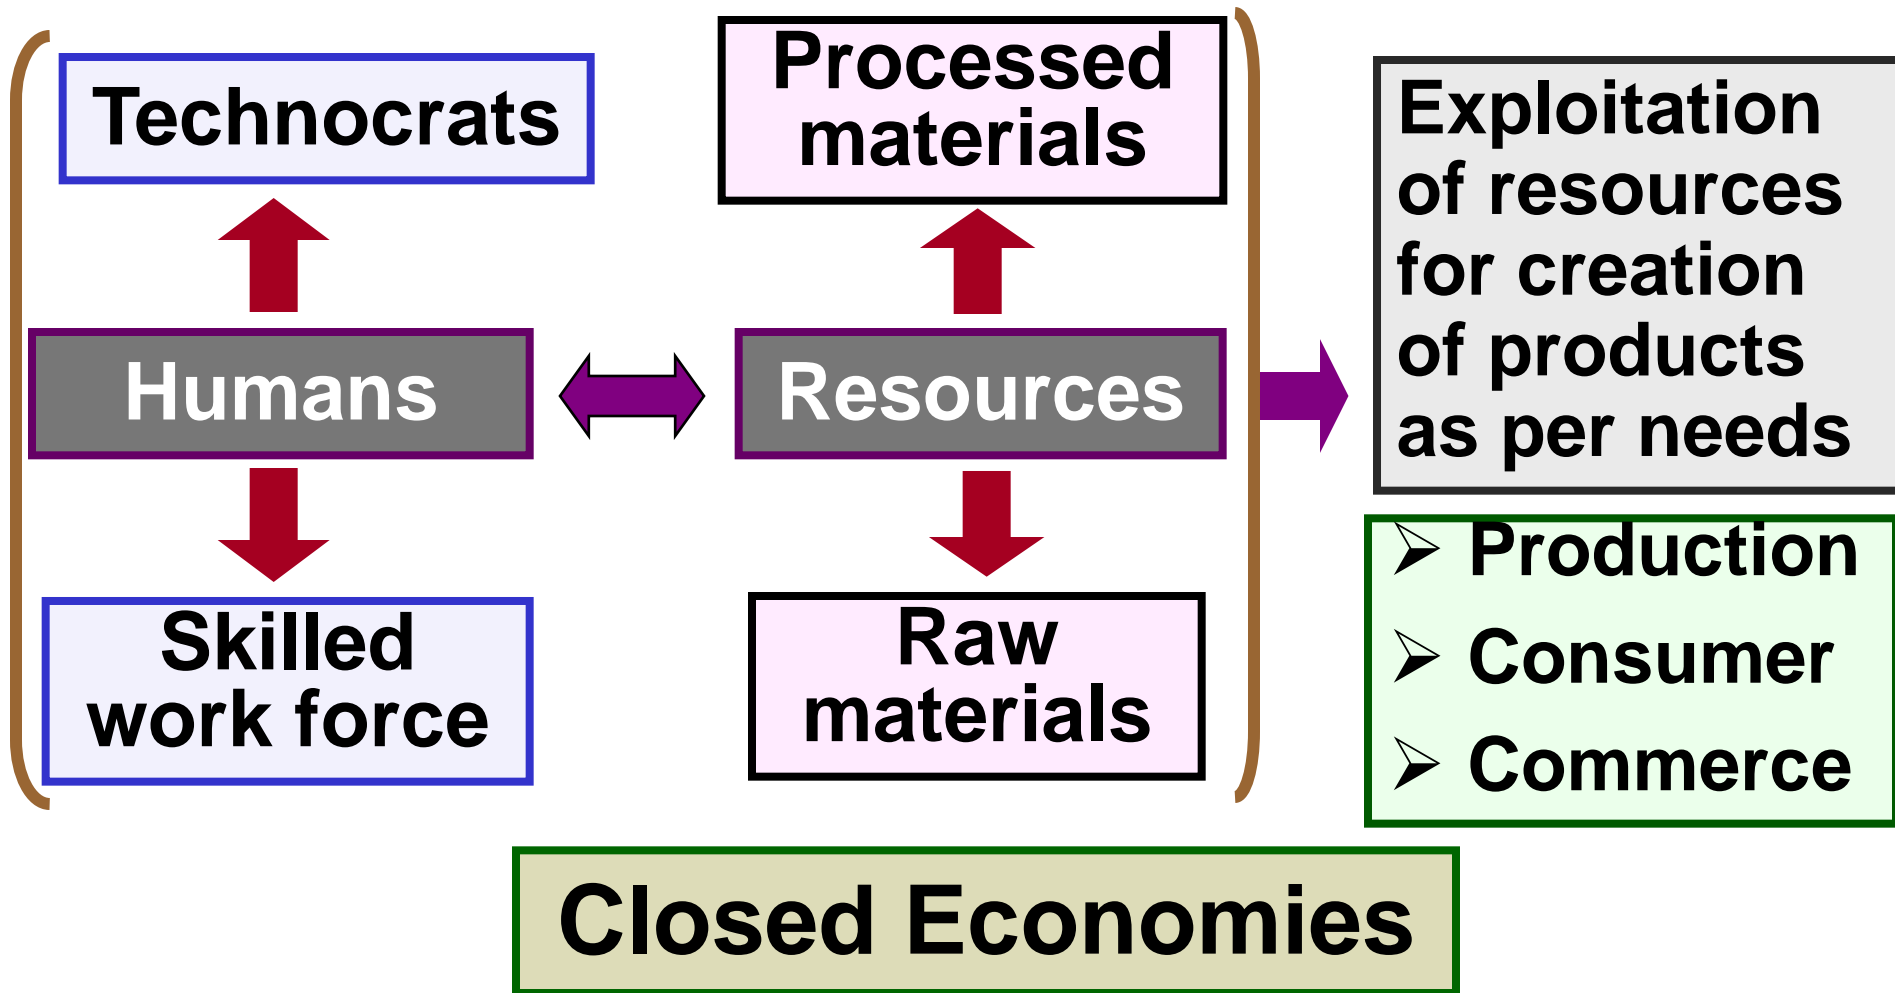 Technocrats
Processed
materials
Humans
Resources
Skilled
work force
Raw
materials
Exploitation
of resources
for creation
of products
as per needs
➢ Production
➢ Consumer
➢ Commerce
Closed Economies